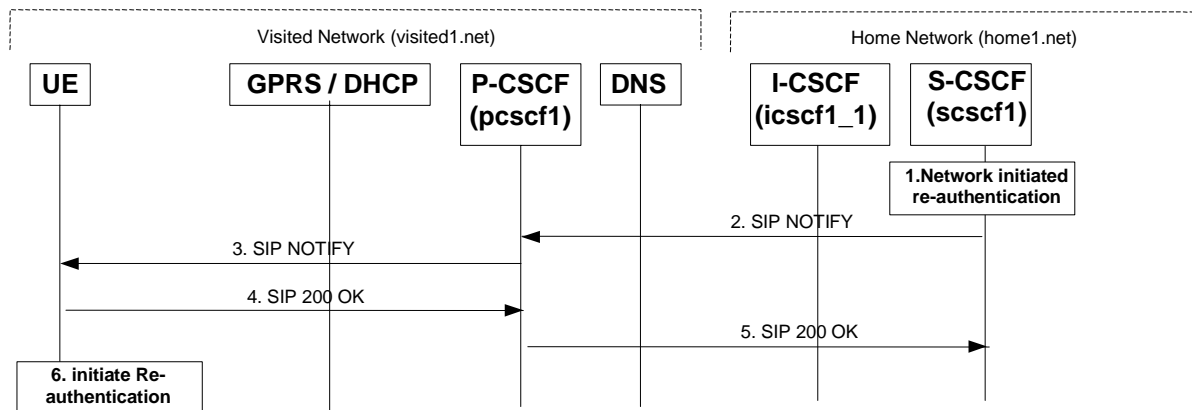 Visited Network (visited1.net)
Home Network (home1.net)
UE
GPRS / DHCP
P-CSCF
(pcscf1)
DNS
I-CSCF
(icscf1_1)
S-CSCF
(scscf1)
1.Network initiated
re-authentication
2. SIP NOTIFY
3. SIP NOTIFY
4. SIP 200 OK
5. SIP 200 OK
6. initiate Re-
authentication